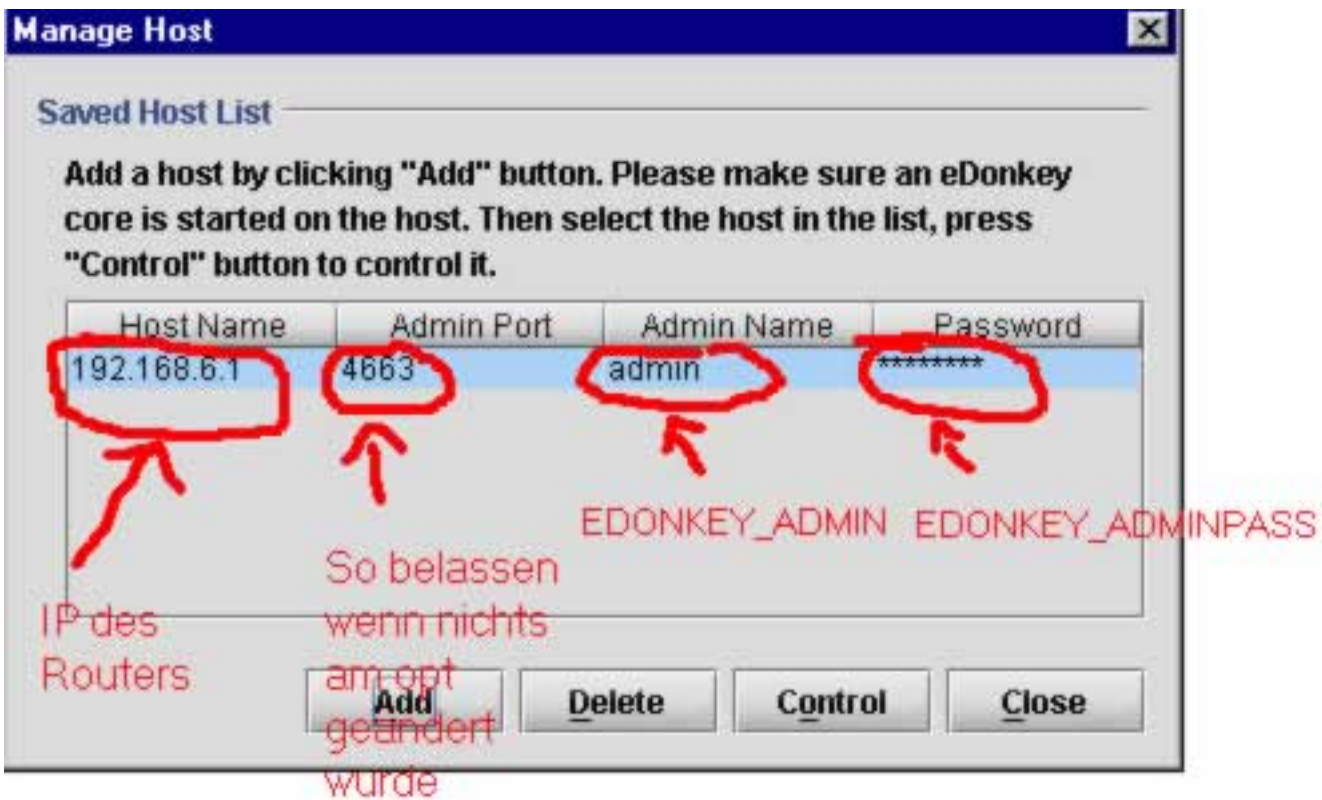 Manage Host
Saved Host List
Add a host by clicking "Add" button. Please make sure an eDonkey
core is started on the host. Then select the host in the list, press
"Control" button to control it.
Host Name Admin Port Admin Name Password
192.168.6.1 4663 admin ********
EDONKEY_ADMIN EDONKEY_ADMINPASS
IP des
Routers
So belassen
wenn nichts
am opt
geändert
wurde
Add Delete Control Close